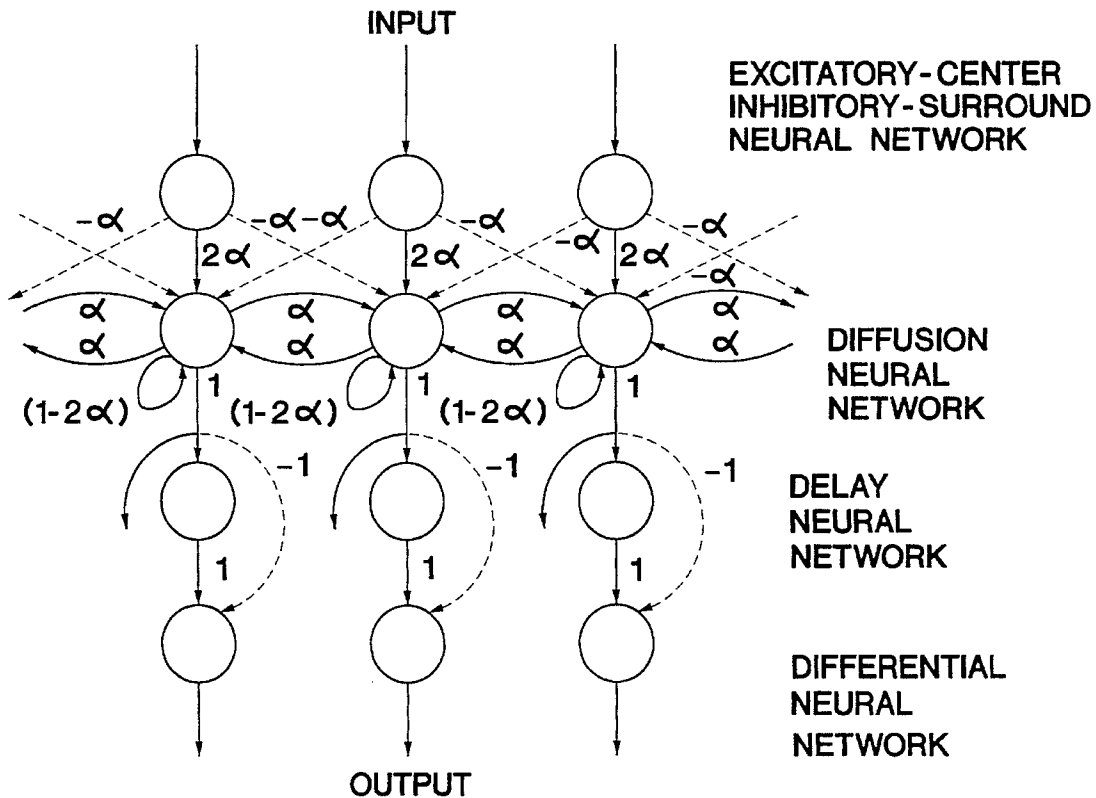 INPUT
EXCITATORY-CENTER
INHIBITORY-SURROUND
NEURAL NETWORK
-α -α -α -α -α -α
2α 2α 2α -α
α α α α
α α α α
1 1 1
(1-2α) (1-2α) (1-2α)
DIFFUSION
NEURAL
NETWORK
-1 -1 -1
DELAY
NEURAL
NETWORK
1 1 1
DIFFERENTIAL
NEURAL
NETWORK
OUTPUT